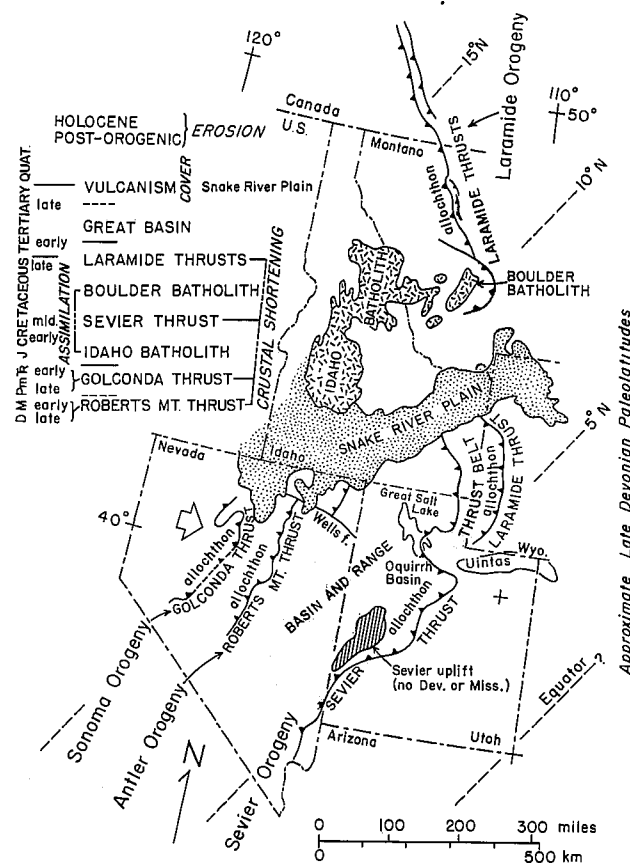 120°
15°N
Laramide Orogeny
110°
50°
Canada
U.S.
Montana
HOLOCENE
POST-OROGENIC
EROSION
COVER
VULCANISM
Snake River Plain
late
GREAT BASIN
early
late
LARAMIDE THRUSTS
BOULDER BATHOLITH
mid.
SEVIER THRUST
early
IDAHO BATHOLITH
early
late
GOLCONDA THRUST
early
late
ROBERTS MT. THRUST
D M Pm Tr J CRETACEOUS TERTIARY QUAT.
ASSIMILATION
CRUSTAL SHORTENING
allochthon
LARAMIDE THRUSTS
10°N
BOULDER
BATHOLITH
IDAHO
BATHOLITH
SNAKE RIVER PLAIN
5°N
Nevada
Idaho
40°
allochthon
GOLCONDA THRUST
allochthon
ROBERTS MT. THRUST
Wells f.
Great Salt
Lake
THRUST BELT
allochthon
LARAMIDE THRUST
Wyo.
Uintas
Oquirrh
Basin
BASIN AND RANGE
allochthon
SEVIER
THRUST
Sevier uplift
(no Dev. or Miss.)
Equator ?
Approximate Late Devonian Paleolatitudes
Sonoma Orogeny
Antler Orogeny
Sevier Orogeny
Arizona
Utah
N
0 100 200 300 miles
0 500 km